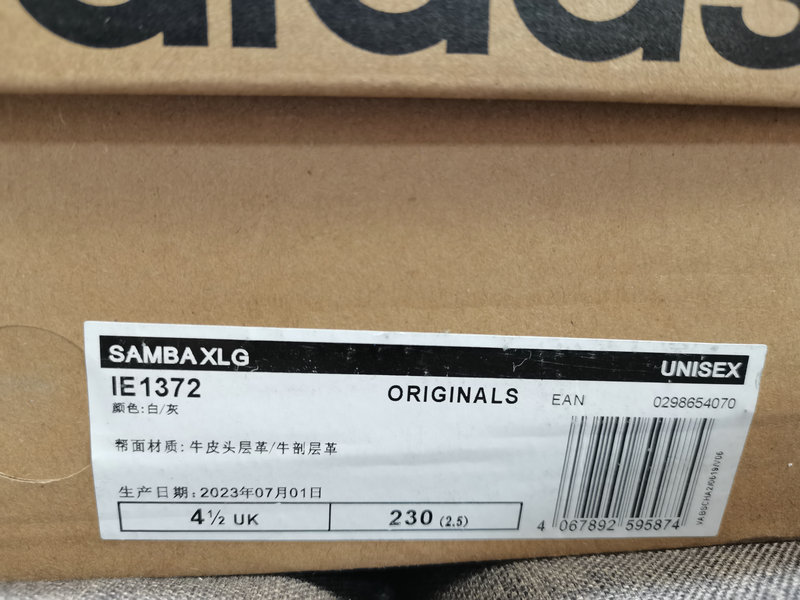 adidas
SAMBA XLG
UNISEX
IE1372
ORIGINALS
EAN
0298654070
颜色:白/灰
帮面材质: 牛皮头层革/牛剖层革
生产日期: 2023年07月01日
4½ UK
230 (2.5)
4 067892 595874